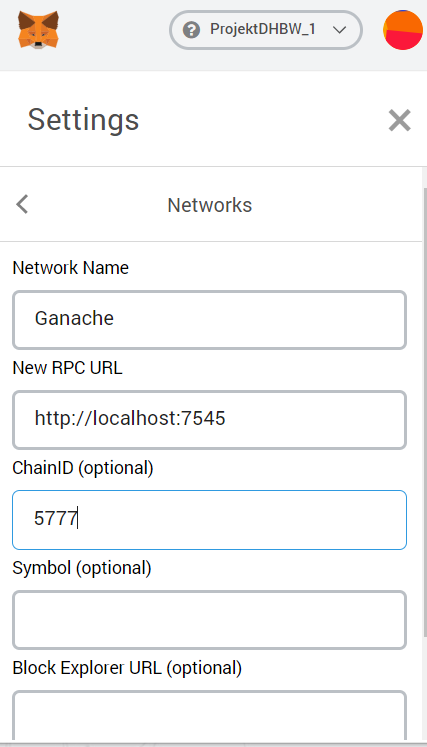 ProjektDHBW_1
Settings
Networks
Network Name
Ganache
New RPC URL
http://localhost:7545
ChainID (optional)
5777
Symbol (optional)
Block Explorer URL (optional)